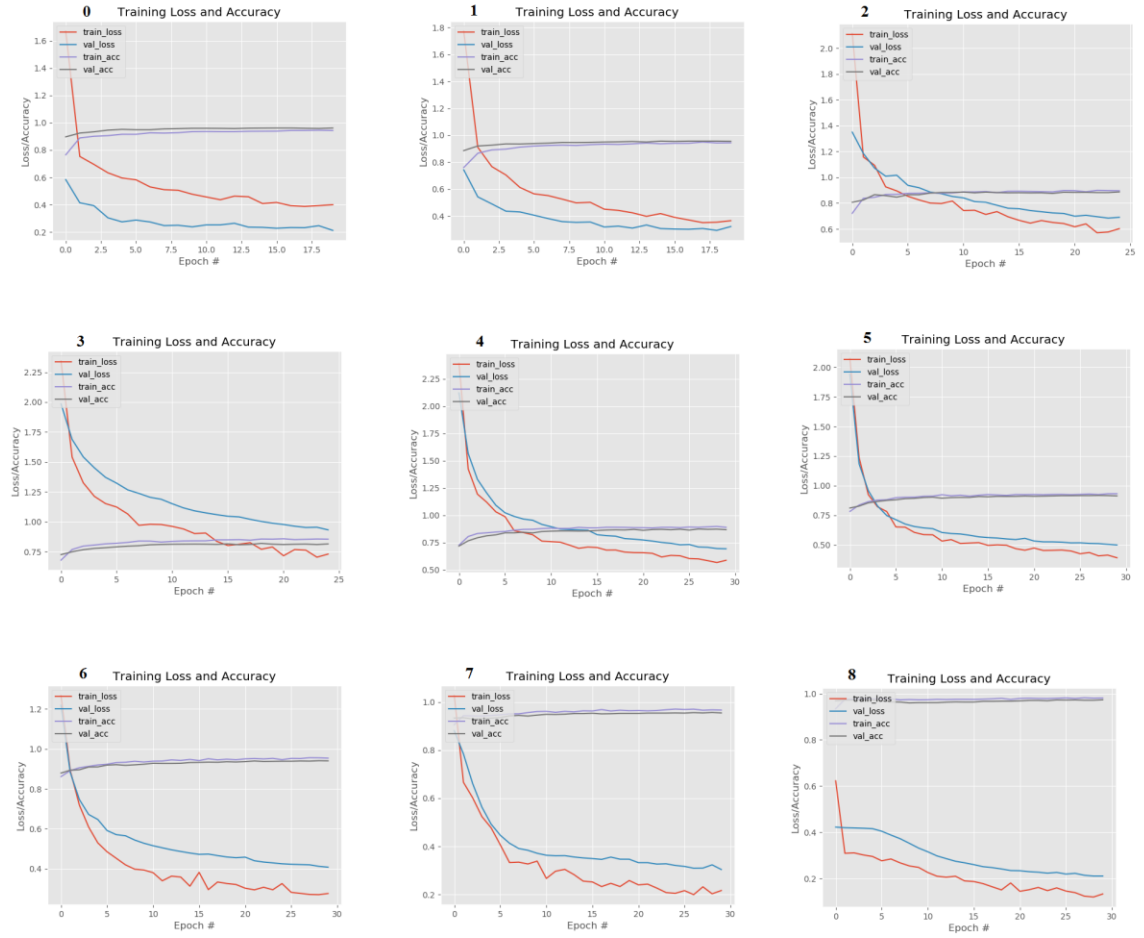 0
Training Loss and Accuracy
train_loss
val_loss
train_acc
val_acc
1.6
1.4
1.2
1.0
0.8
0.6
0.4
0.2
Loss/Accuracy
0.0 2.5 5.0 7.5 10.0 12.5 15.0 17.5
Epoch #
1
Training Loss and Accuracy
train_loss
val_loss
train_acc
val_acc
1.8
1.6
1.4
1.2
1.0
0.8
0.6
0.4
Loss/Accuracy
0.0 2.5 5.0 7.5 10.0 12.5 15.0 17.5
Epoch #
2
Training Loss and Accuracy
train_loss
val_loss
train_acc
val_acc
2.0
1.8
1.6
1.4
1.2
1.0
0.8
0.6
Loss/Accuracy
0 5 10 15 20 25
Epoch #
3
Training Loss and Accuracy
train_loss
val_loss
train_acc
val_acc
2.25
2.00
1.75
1.50
1.25
1.00
0.75
Loss/Accuracy
0 5 10 15 20 25
Epoch #
4
Training Loss and Accuracy
train_loss
val_loss
train_acc
val_acc
2.25
2.00
1.75
1.50
1.25
1.00
0.75
0.50
Loss/Accuracy
0 5 10 15 20 25 30
Epoch #
5
Training Loss and Accuracy
train_loss
val_loss
train_acc
val_acc
2.00
1.75
1.50
1.25
1.00
0.75
0.50
Loss/Accuracy
0 5 10 15 20 25 30
Epoch #
6
Training Loss and Accuracy
train_loss
val_loss
train_acc
val_acc
1.2
1.0
0.8
0.6
0.4
Loss/Accuracy
0 5 10 15 20 25 30
Epoch #
7
Training Loss and Accuracy
train_loss
val_loss
train_acc
val_acc
1.0
0.8
0.6
0.4
0.2
Loss/Accuracy
0 5 10 15 20 25 30
Epoch #
8
Training Loss and Accuracy
train_loss
val_loss
train_acc
val_acc
1.0
0.8
0.6
0.4
0.2
Loss/Accuracy
0 5 10 15 20 25 30
Epoch #